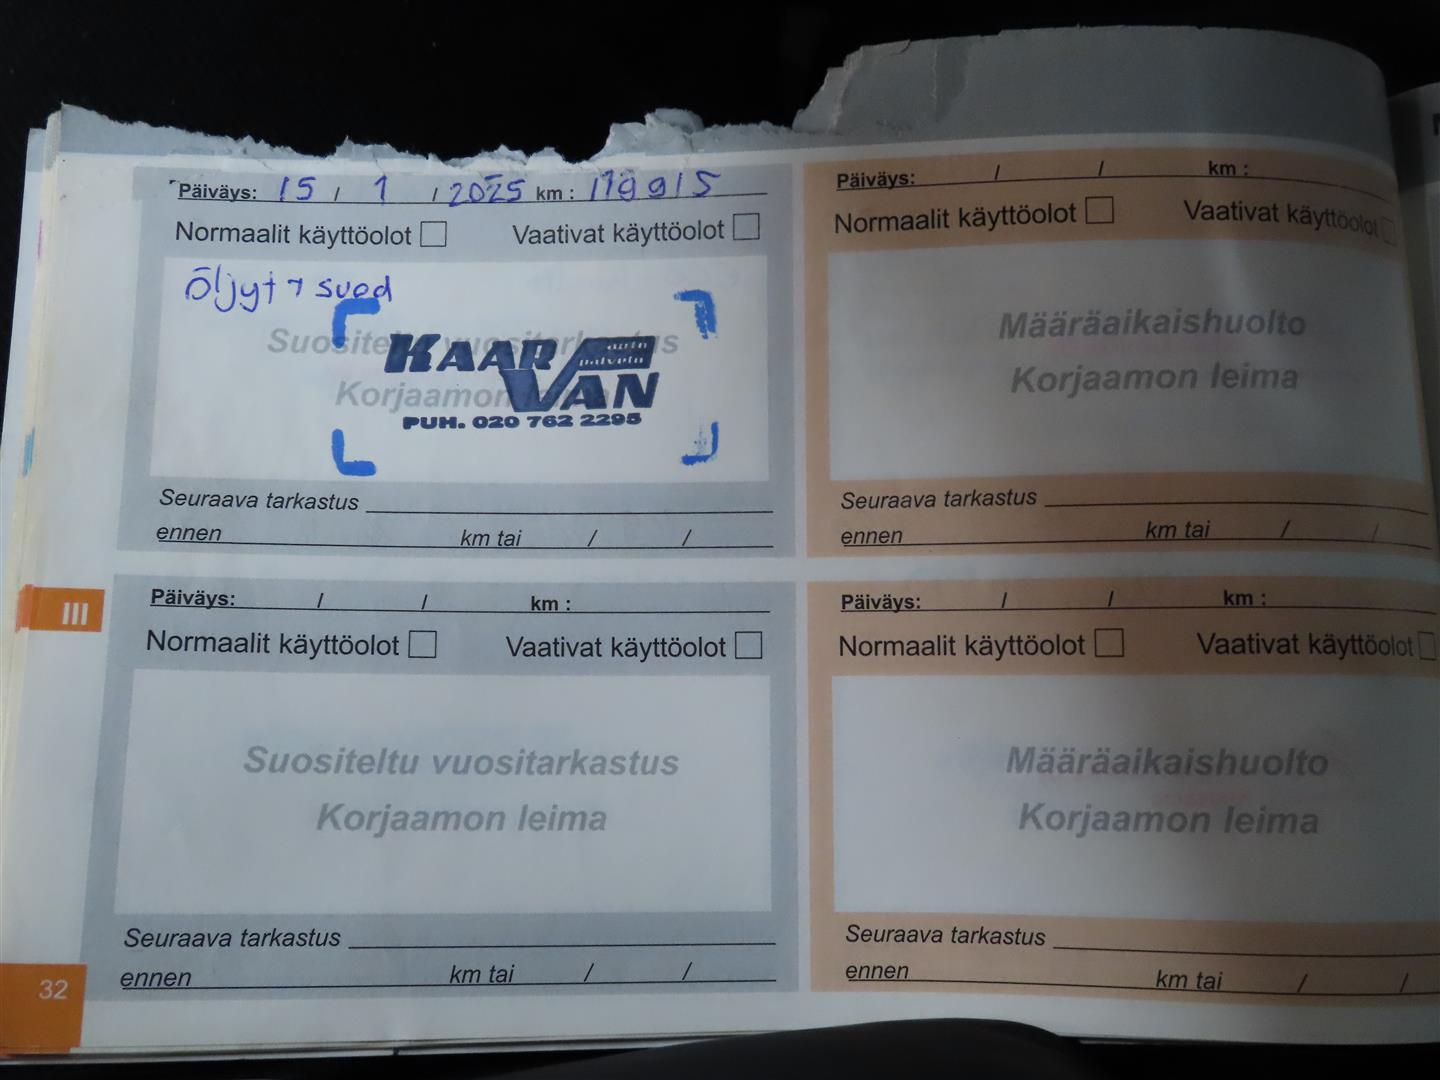 Päiväys: 15 / 1 / 2025 km : 119915
Normaalit käyttöolot Vaativat käyttöolot
Öljyt + suod
Suositeltu vuositarkastus
Korjaamon leima
KAAR auto palvelu
VAN
PUH. 020 762 2295
Seuraava tarkastus
ennen km tai / /
Päiväys: / / km :
Normaalit käyttöolot Vaativat käyttöolot
Määräaikaishuolto
Korjaamon leima
Seuraava tarkastus
ennen km tai / /
III
Päiväys: / / km :
Normaalit käyttöolot Vaativat käyttöolot
Suositeltu vuositarkastus
Korjaamon leima
Seuraava tarkastus
ennen km tai / /
Päiväys: / / km :
Normaalit käyttöolot Vaativat käyttöolot
Määräaikaishuolto
Korjaamon leima
Seuraava tarkastus
ennen km tai / /
32